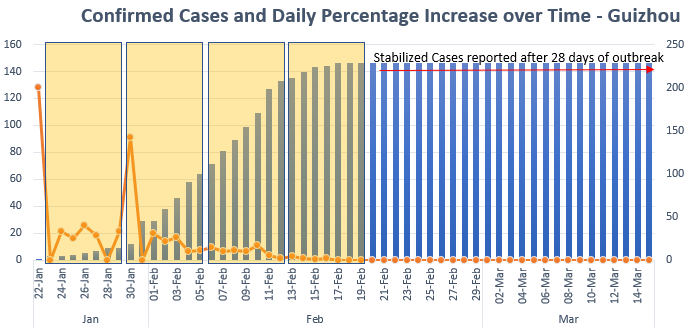 Confirmed Cases and Daily Percentage Increase over Time - Guizhou
Stabilized Cases reported after 28 days of outbreak
160
140
120
100
80
60
40
20
0
250
200
150
100
50
0
22-Jan
24-Jan
26-Jan
28-Jan
30-Jan
01-Feb
03-Feb
05-Feb
07-Feb
09-Feb
11-Feb
13-Feb
15-Feb
17-Feb
19-Feb
21-Feb
23-Feb
25-Feb
27-Feb
29-Feb
02-Mar
04-Mar
06-Mar
08-Mar
10-Mar
12-Mar
14-Mar
Jan
Feb
Mar